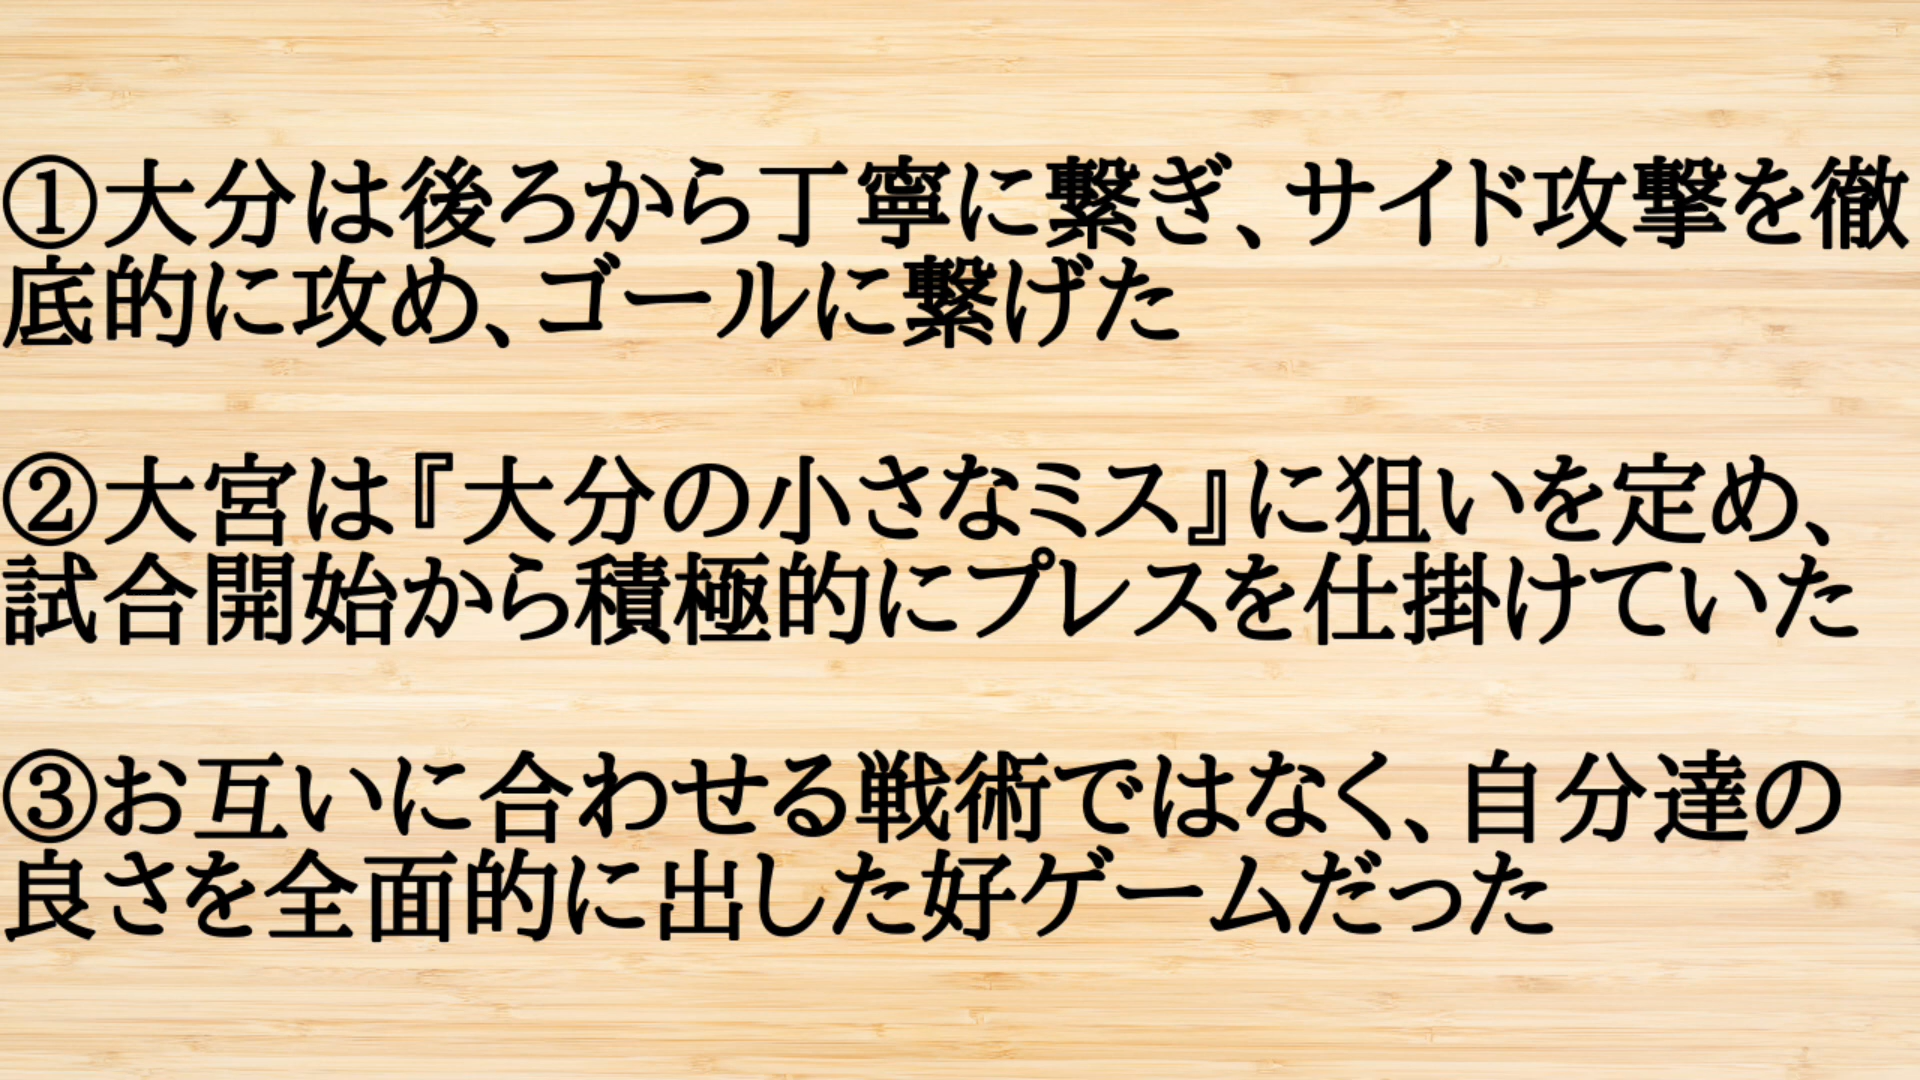 ①大分は後ろから丁寧に繋ぎ、サイド攻撃を徹
底的に攻め、ゴールに繋げた
②大宮は『大分の小さなミス』に狙いを定め、
試合開始から積極的にプレスを仕掛けていた
③お互いに合わせる戦術ではなく、自分達の
良さを全面的に出した好ゲームだった